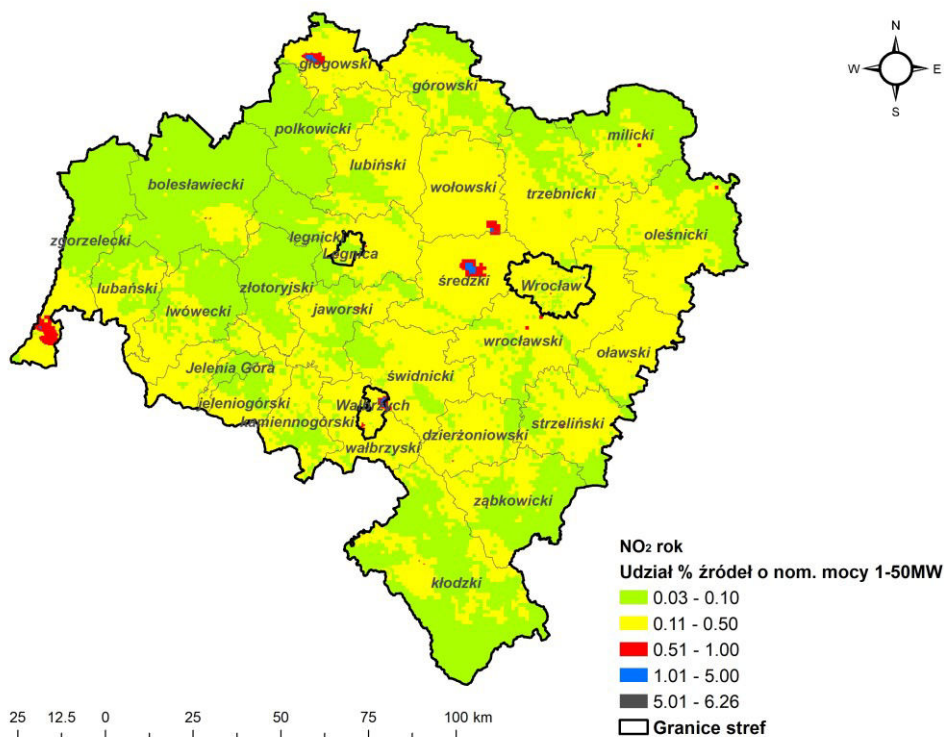 N
W E
S
głogowski
górowski
polkowicki
milicki
lubiński
bolesławiecki
wołowski
trzebnicki
oleśnicki
zgorzelecki
legnicki
Legnica
lubański
złotoryjski
średzki
Wrocław
lwówecki
jaworski
wrocławski
oławski
Jelenia Góra
świdnicki
jeleniogórski
Wałbrzych
kamiennogórski
dzierżoniowski
strzeliński
wałbrzyski
ząbkowicki
kłodzki
NO₂ rok
Udział % źródeł o nom. mocy 1-50MW
0.03 - 0.10
0.11 - 0.50
0.51 - 1.00
1.01 - 5.00
5.01 - 6.26
Granice stref
25 12.5 0 25 50 75 100 km